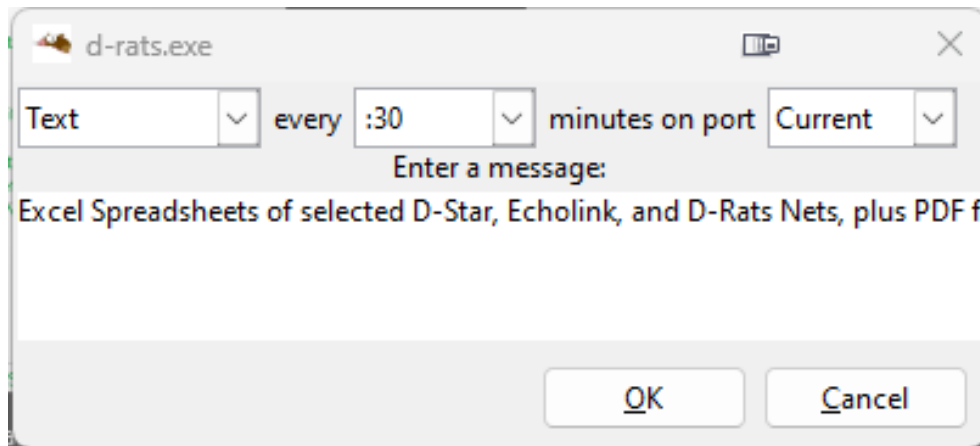 d-rats.exe
Text every :30 minutes on port Current
Enter a message:
Excel Spreadsheets of selected D-Star, Echolink, and D-Rats Nets, plus PDF f
OK Cancel